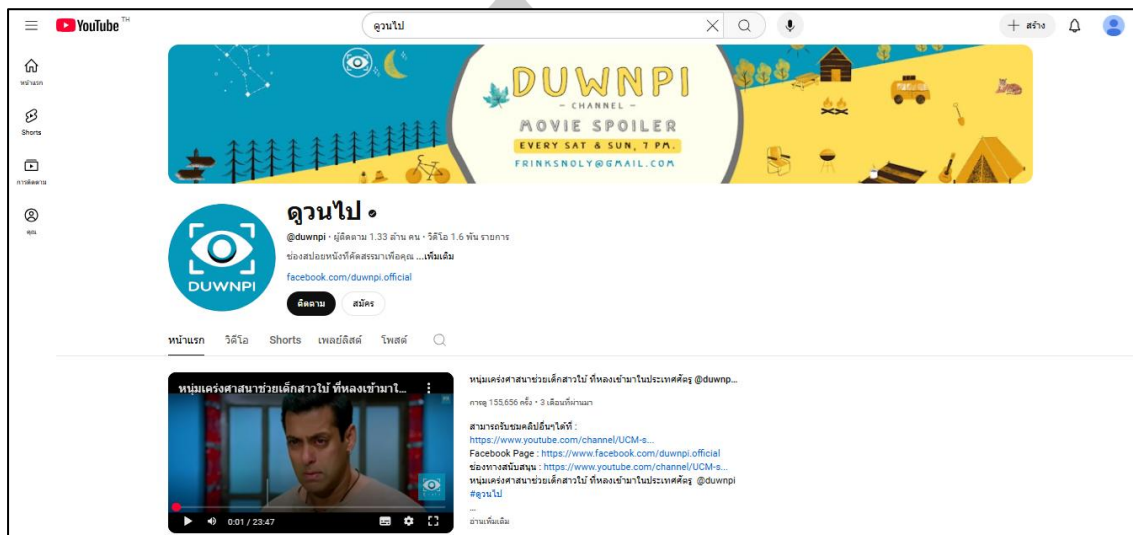 YouTube TH
ดูวนไป
สร้าง
หน้าแรก
Shorts
การติดตาม
คุณ
DUWNPI
- CHANNEL -
MOVIE SPOILER
EVERY SAT & SUN, 7 PM.
FRINKSNOLY@GMAIL.COM
DUWNPI
ดูวนไป
@duwnpi • ผู้ติดตาม 1.33 ล้าน คน • วิดีโอ 1.6 พัน รายการ
ช่องสปอยหนังที่คัดสรรมาเพื่อคุณ ...เพิ่มเติม
facebook.com/duwnpi.official
ติดตาม
สมัคร
หน้าแรก วิดีโอ Shorts เพลย์ลิสต์ โพสต์
หนุ่มเคร่งศาสนาช่วยเด็กสาวใบ้ ที่หลงเข้ามาใ...
0:01 / 23:47
หนุ่มเคร่งศาสนาช่วยเด็กสาวใบ้ ที่หลงเข้ามาในประเทศศัตรู @duwnp...
การดู 155,656 ครั้ง • 3 เดือนที่ผ่านมา
สามารถรับชมคลิปอื่นๆได้ที่ :
https://www.youtube.com/channel/UCM-s...
Facebook Page : https://www.facebook.com/duwnpi.official
ช่องทางสนับสนุน : https://www.youtube.com/channel/UCM-s...
หนุ่มเคร่งศาสนาช่วยเด็กสาวใบ้ ที่หลงเข้ามาในประเทศศัตรู @duwnpi
#ดูวนไป
...
อ่านเพิ่มเติม